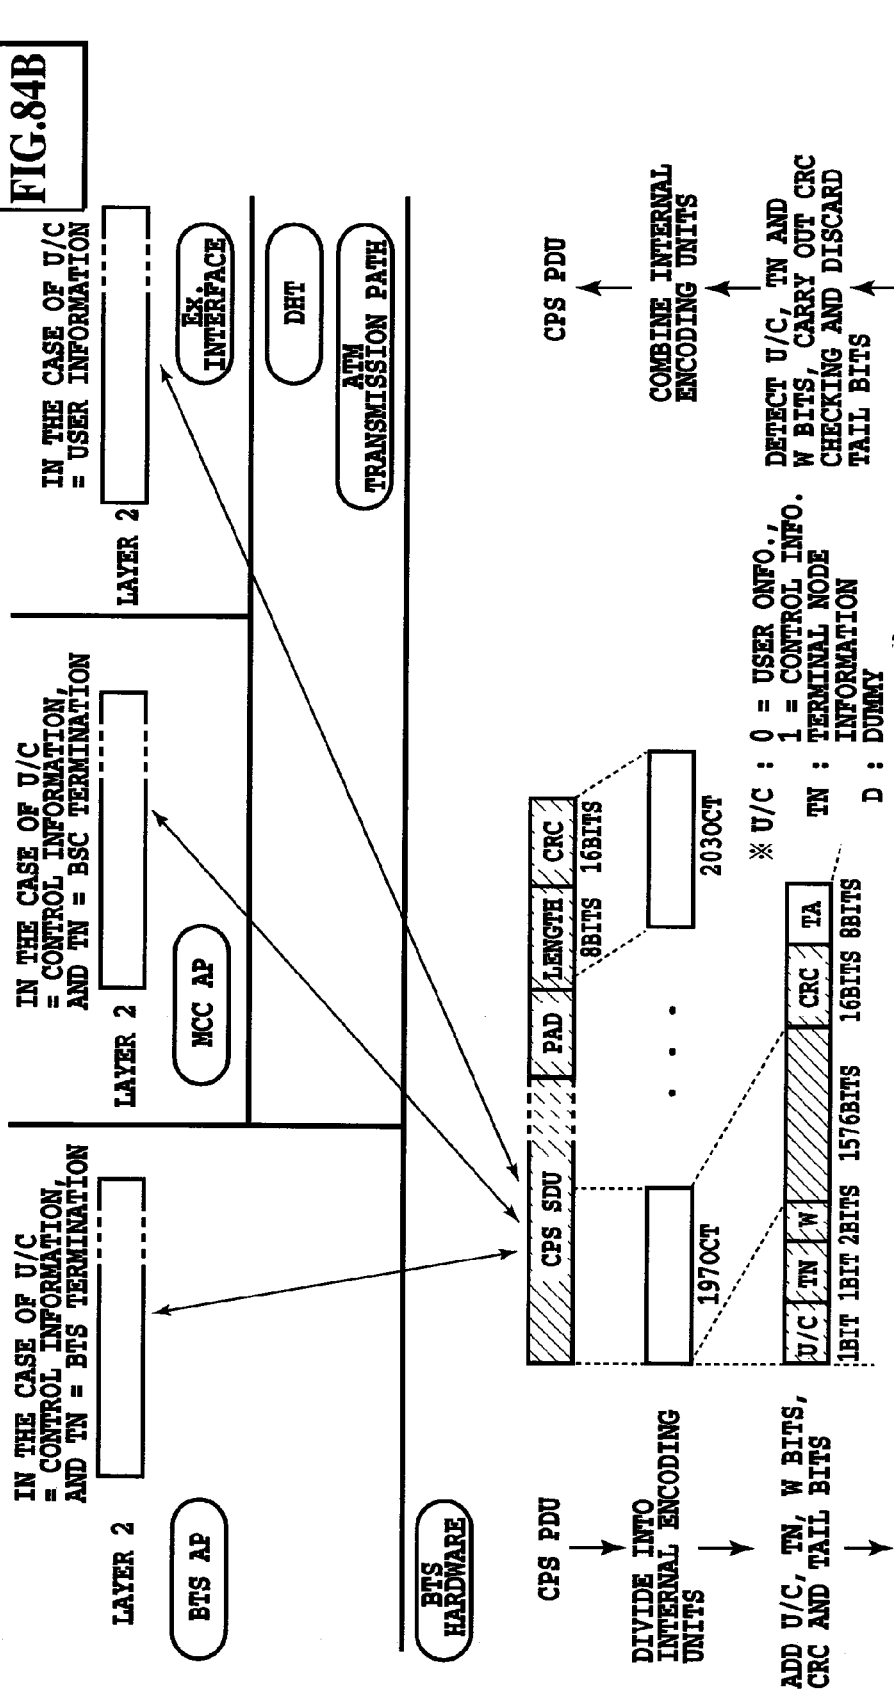 FIG.84B
IN THE CASE OF U/C
= CONTROL INFORMATION,
AND TN = BTS TERMINATION
LAYER 2
BTS AP
IN THE CASE OF U/C
= CONTROL INFORMATION,
AND TN = BSC TERMINATION
LAYER 2
MCC AP
IN THE CASE OF U/C
= USER INFORMATION
LAYER 2
Ex.
INTERFACE
DHT
ATM
TRANSMISSION PATH
BTS
HARDWARE
CPS PDU
DIVIDE INTO
INTERNAL ENCODING
UNITS
ADD U/C, TN, W BITS,
CRC AND TAIL BITS
CPS SDU
PAD
LENGTH
CRC
8BITS
16BITS
197OCT
• • •
203OCT
U/C
TN
W
CRC
TA
1BIT
1BIT
2BITS
1576BITS
16BITS
8BITS
CPS PDU
COMBINE INTERNAL
ENCODING UNITS
DETECT U/C, TN AND
W BITS, CARRY OUT CRC
CHECKING AND DISCARD
TAIL BITS
※ U/C : 0 = USER ONFO.,
1 = CONTROL INFO.
TN : TERMINAL NODE
INFORMATION
D : DUMMY